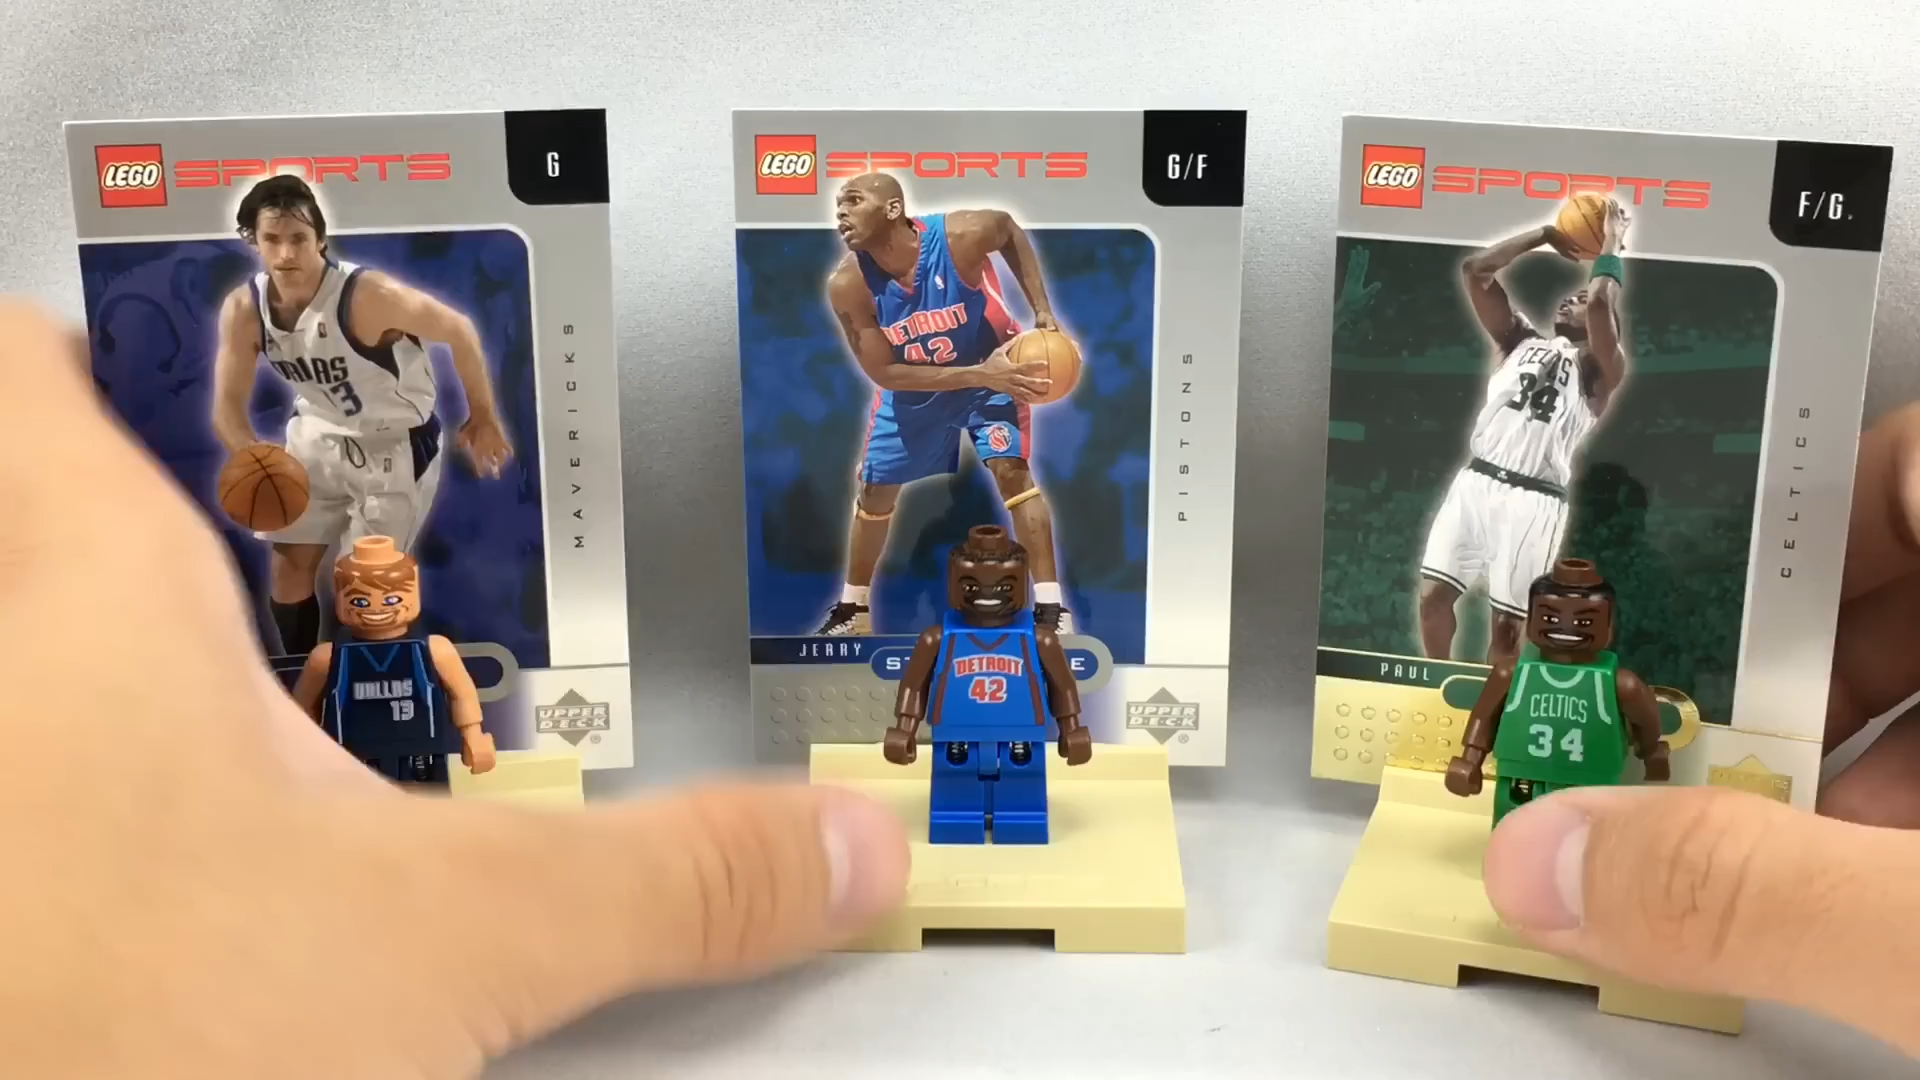 LEGO SPORTS G
MAVERICKS
DALLAS
13
UPPER
DECK
LEGO SPORTS G/F
DETROIT
42
PISTONS
JERRY
ST E
DETROIT
42
UPPER
DECK
LEGO SPORTS F/G.
34
CELTICS
PAUL
CELTICS
34